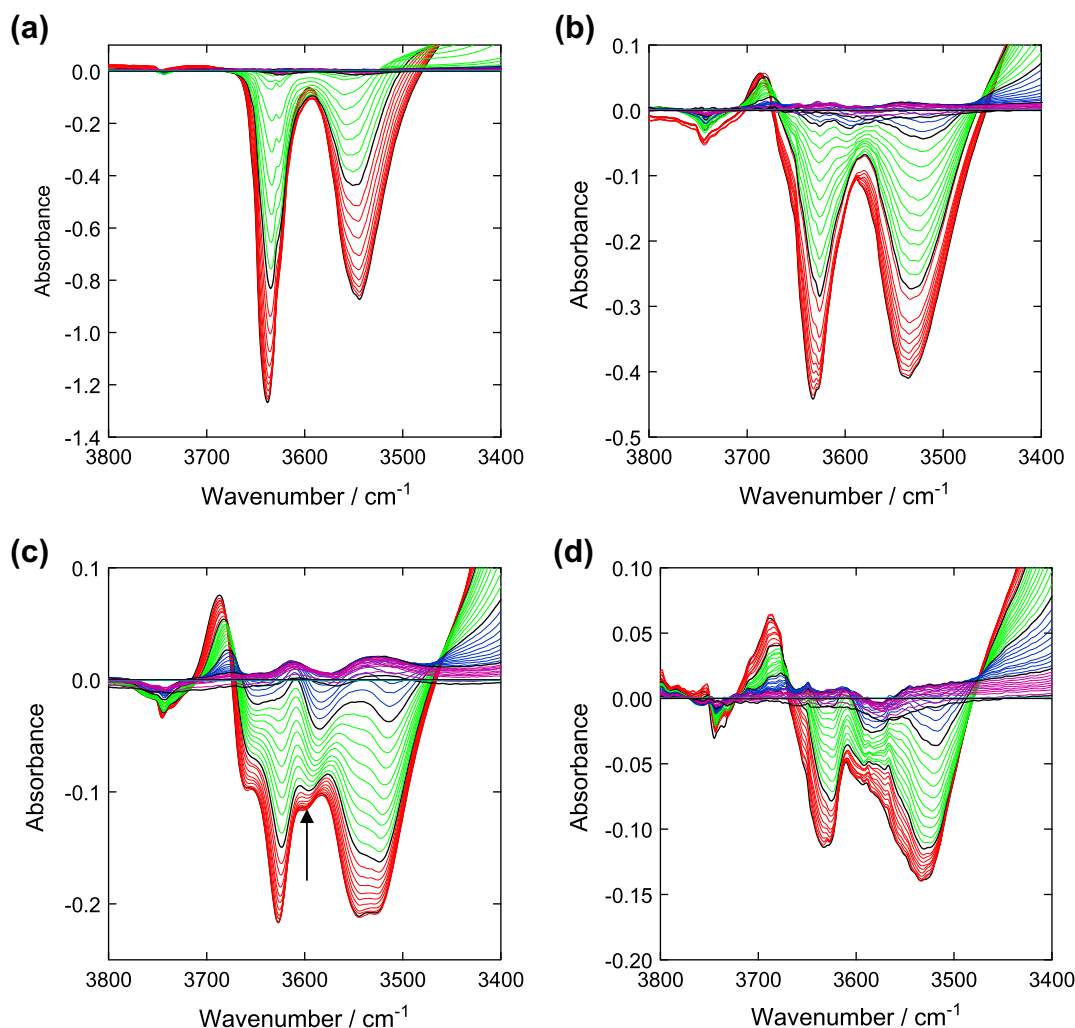 (a)
0.0
-0.2
-0.4
-0.6
-0.8
-1.0
-1.2
-1.4
Absorbance
3800 3700 3600 3500 3400
Wavenumber / cm-1
(b)
0.1
0.0
-0.1
-0.2
-0.3
-0.4
-0.5
Absorbance
3800 3700 3600 3500 3400
Wavenumber / cm-1
(c)
0.1
0.0
-0.1
-0.2
Absorbance
3800 3700 3600 3500 3400
Wavenumber / cm-1
(d)
0.10
0.05
0.00
-0.05
-0.10
-0.15
-0.20
Absorbance
3800 3700 3600 3500 3400
Wavenumber / cm-1